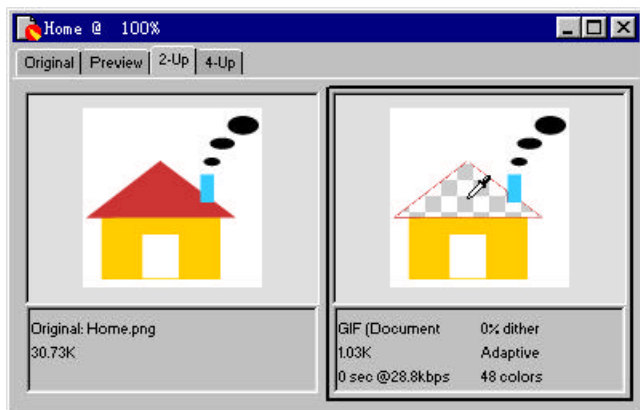 Home @ 100%
Original Preview 2-Up 4-Up
Original: Home.png
30.73K
GIF (Document 0% dither
1.03K Adaptive
0 sec @28.8kbps 48 colors